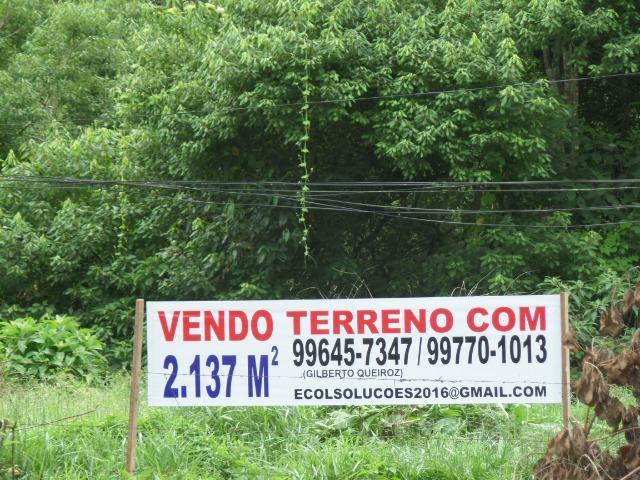 VENDO TERRENO COM
2.137 M²
99645-7347 / 99770-1013
(GILBERTO QUEIROZ)
ECOLSOLUCOES2016@GMAIL.COM